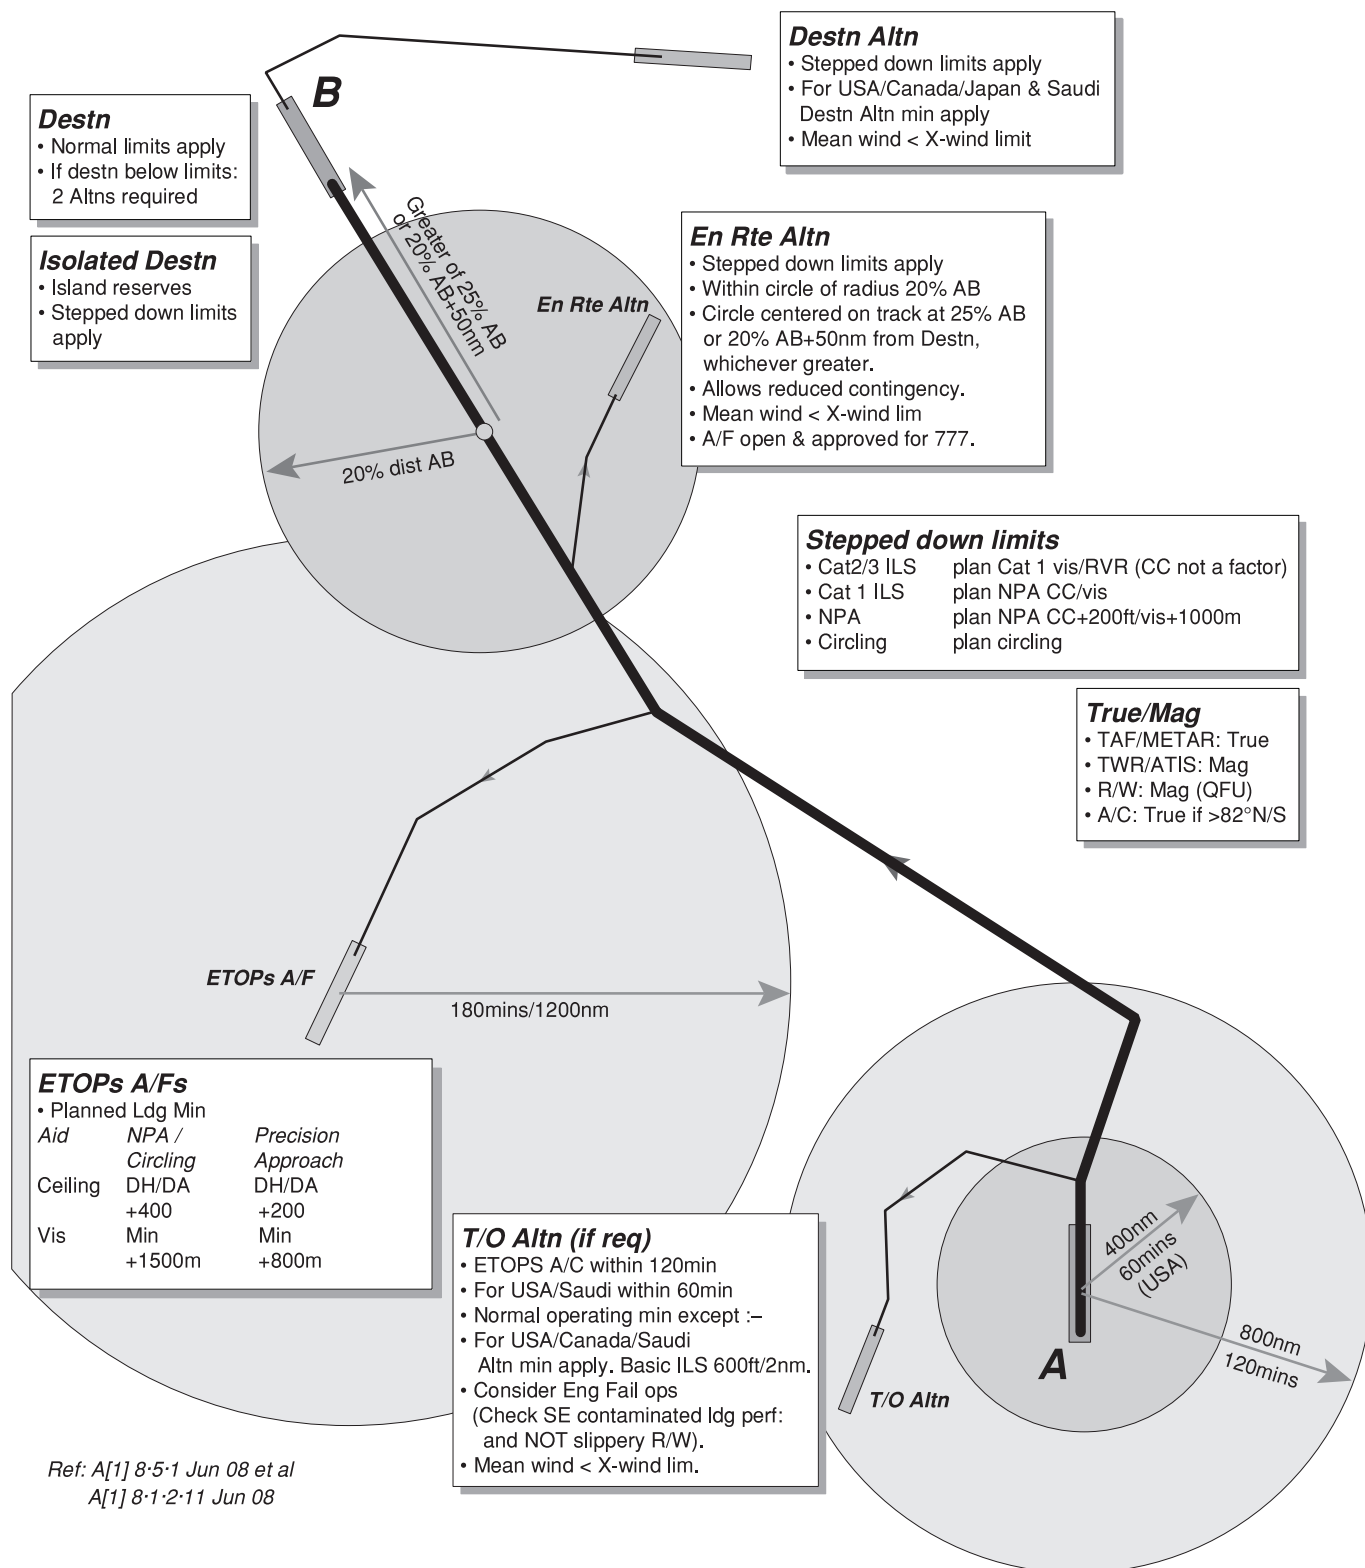 Destn Altn
• Stepped down limits apply
• For USA/Canada/Japan & Saudi
Destn Altn min apply
• Mean wind < X-wind limit
B
Destn
• Normal limits apply
• If destn below limits:
2 Altns required
Isolated Destn
• Island reserves
• Stepped down limits
apply
Greater of 25% AB
or 20% AB+50nm
20% dist AB
En Rte Altn
En Rte Altn
• Stepped down limits apply
• Within circle of radius 20% AB
• Circle centered on track at 25% AB
or 20% AB+50nm from Destn,
whichever greater.
• Allows reduced contingency.
• Mean wind < X-wind lim
• A/F open & approved for 777.
Stepped down limits
• Cat2/3 ILS plan Cat 1 vis/RVR (CC not a factor)
• Cat 1 ILS plan NPA CC/vis
• NPA plan NPA CC+200ft/vis+1000m
• Circling plan circling
True/Mag
• TAF/METAR: True
• TWR/ATIS: Mag
• R/W: Mag (QFU)
• A/C: True if >82°N/S
ETOPs A/F
180mins/1200nm
ETOPs A/Fs
• Planned Ldg Min
Aid NPA / Precision
Circling Approach
Ceiling DH/DA DH/DA
+400 +200
Vis Min Min
+1500m +800m
T/O Altn (if req)
• ETOPS A/C within 120min
• For USA/Saudi within 60min
• Normal operating min except :–
• For USA/Canada/Saudi
Altn min apply. Basic ILS 600ft/2nm.
• Consider Eng Fail ops
(Check SE contaminated ldg perf:
and NOT slippery R/W).
• Mean wind < X-wind lim.
400nm
60mins
(USA)
800nm
120mins
A
T/O Altn
Ref: A[1] 8·5·1 Jun 08 et al
A[1] 8·1·2·11 Jun 08